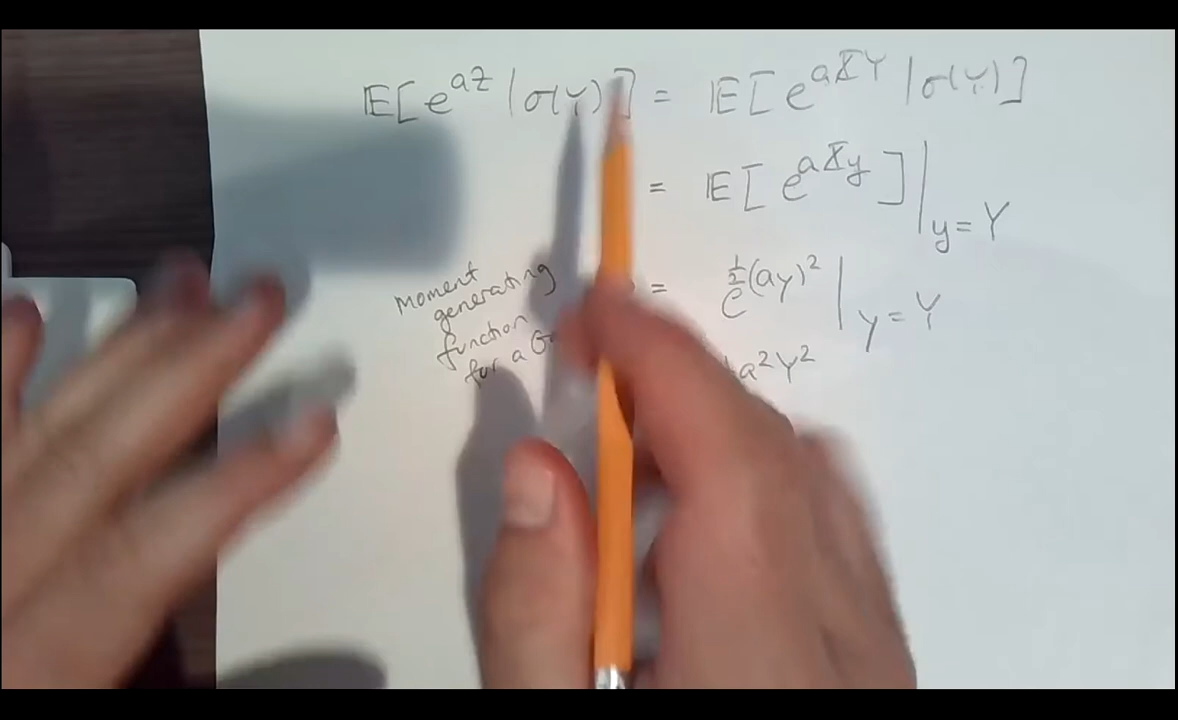 𝔼[e^{aZ} | σ(Y)] = 𝔼[e^{aXY} | σ(Y)]
= 𝔼[e^{aXy}] |_{y=Y}
= e^{½(ay)²} |_{y=Y}
a²Y²
Moment
generating
function
for a